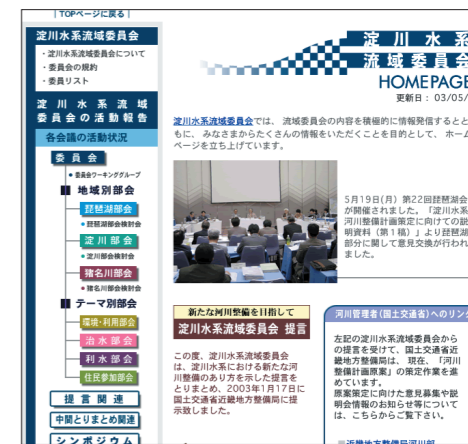 | TOPページに戻る |
淀川水系流域委員会
・淀川水系流域委員会について
・委員会の規約
・委員リスト
淀川水系流域
委員会の活動報告
各会議の活動状況
委員会
● 委員会ワーキンググループ
地域別部会
琵琶湖部会
● 琵琶湖部会検討会
淀川部会
● 淀川部会検討会
猪名川部会
● 猪名川部会検討会
テーマ別部会
環境・利用部会
治水部会
利水部会
住民参加部会
提言関連
中間とりまとめ関連
シンポジウム
淀川水系
流域委員会
HOMEPAGE
更新日： 03/05/
淀川水系流域委員会では、 流域委員会の内容を積極的に情報発信するとと
もに、 みなさまからたくさんの情報をいただくことを目的として、 ホーム
ページを立ち上げています。
5月19日(月) 第22回琵琶湖会
が開催されました。「淀川水系
河川整備計画策定に向けての説
明資料（第1稿）」より琵琶湖
部分に関して意見交換が行われ
ました。
新たな河川整備を目指して
淀川水系流域委員会 提言
この度、淀川水系流域委員会
は、淀川水系における新たな河
川整備のあり方を示した提言を
とりまとめ、2003年1月17日に
国土交通省近畿地方整備局に提
示致しました。
河川管理者(国土交通省)へのリンク
左記の淀川水系流域委員会から
の提言を受けて、国土交通省近
畿地方整備局は、 現在、「河川
整備計画原案」の策定作業を進
めています。
原案策定に向けた意見募集や説
明会情報のお知らせ等について
は、こちらからご覧下さい。
近畿地方整備局河川部